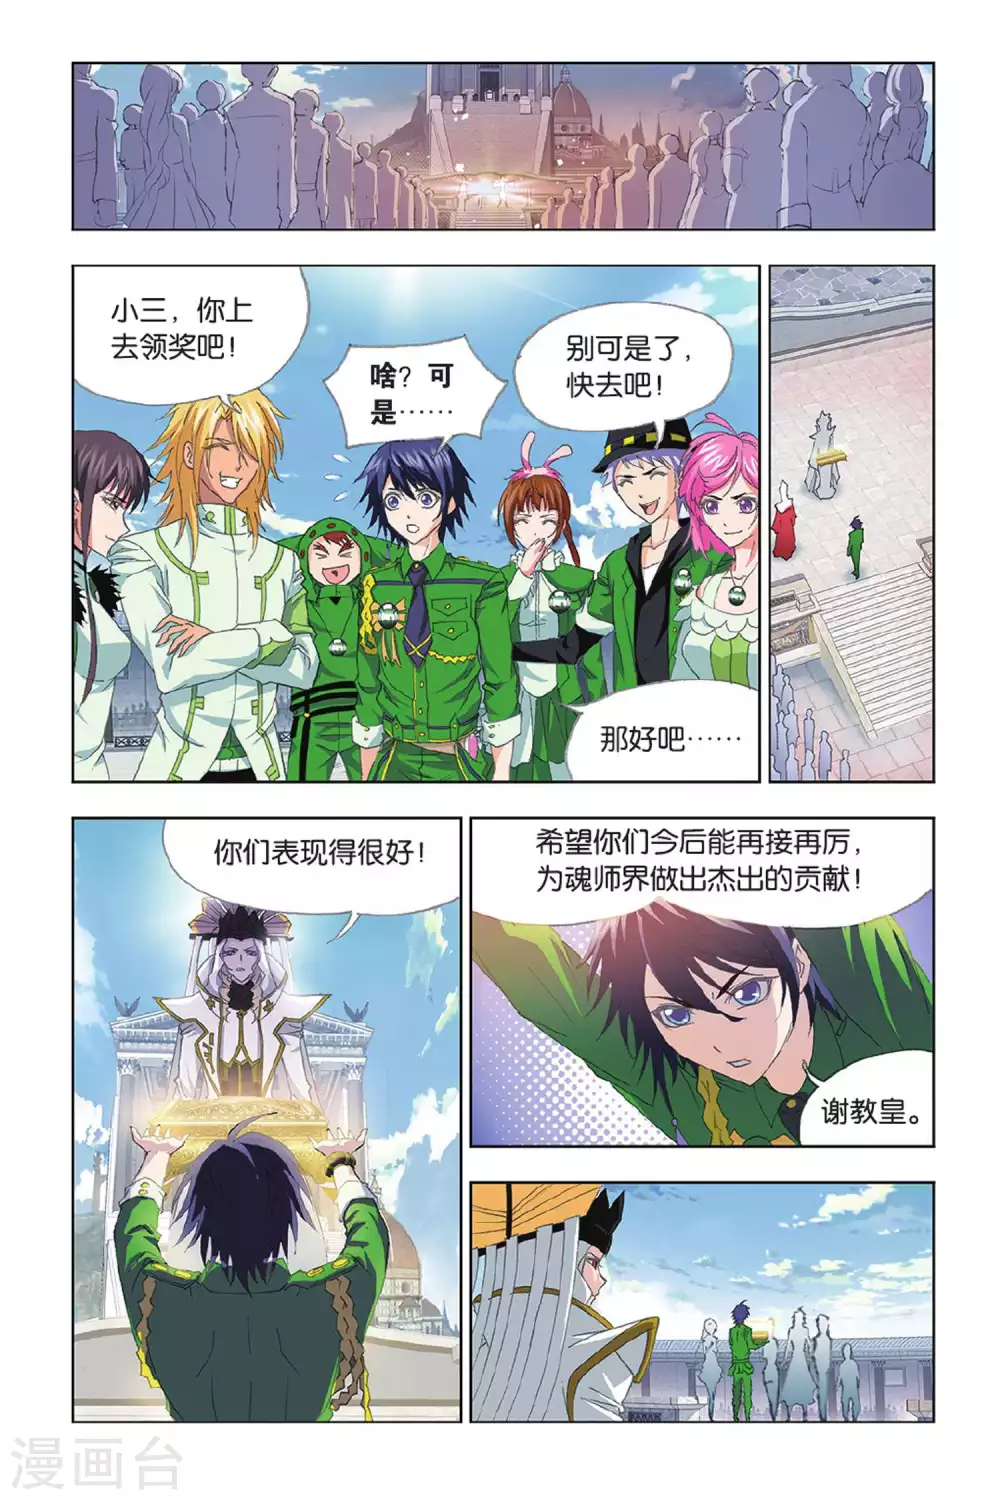 小三，你上
去领奖吧！
啥？可
是……
别可是了，
快去吧！
那好吧……
你们表现得很好！
希望你们今后能再接再厉，
为魂师界做出杰出的贡献！
谢教皇。
漫画台